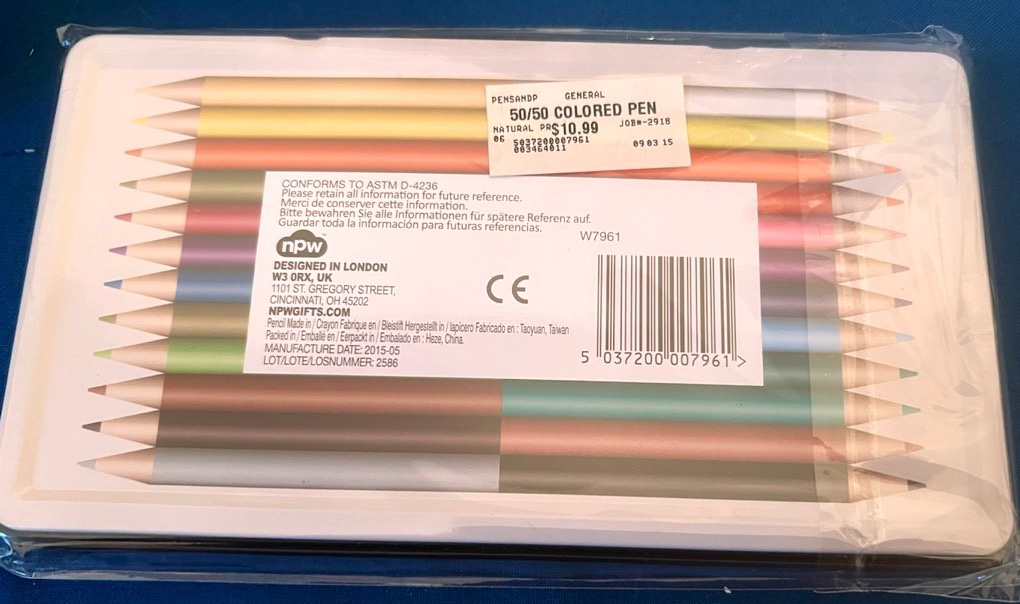 PENSANDP GENERAL
50/50 COLORED PEN
NATURAL PR$10.99 JOB#-2918
06 5037200007961
003464011 09 03 15
CONFORMS TO ASTM D-4236
Please retain all information for future reference.
Merci de conserver cette information.
Bitte bewahren Sie alle Informationen für spätere Referenz auf.
Guardar toda la información para futuras referencias.
W7961
npw
DESIGNED IN LONDON
W3 0RX, UK
1101 ST. GREGORY STREET,
CINCINNATI, OH 45202
NPWGIFTS.COM
Pencil Made in / Crayon Fabrique en / Bleistift Hergestellt in / lapicero Fabricado en : Taoyuan, Taiwan
Packed in / Emballé en / Eerpackt in / Embalado en : Heze, China.
MANUFACTURE DATE: 2015-05
LOT/LOTE/LOSNUMMER: 2586
CE
5 037200 007961 >